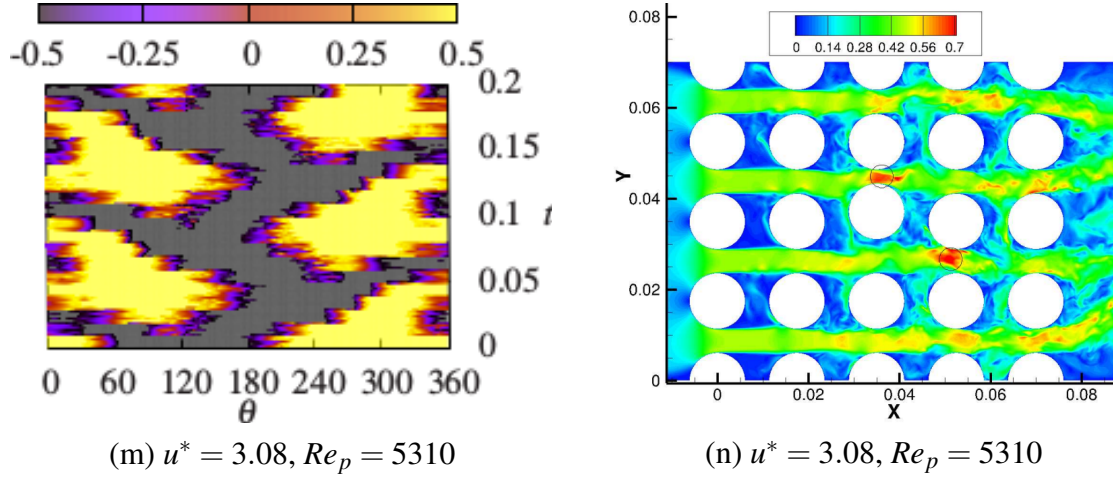 -0.5 -0.25 0 0.25 0.5
0.2
0.15
0.1 t
0.05
0
0 60 120 180 240 300 360
θ
(m) u* = 3.08, Re_p = 5310
0 0.14 0.28 0.42 0.56 0.7
0.08
0.06
Y
0.04
0.02
0
0 0.02 0.04 0.06 0.08
X
(n) u* = 3.08, Re_p = 5310